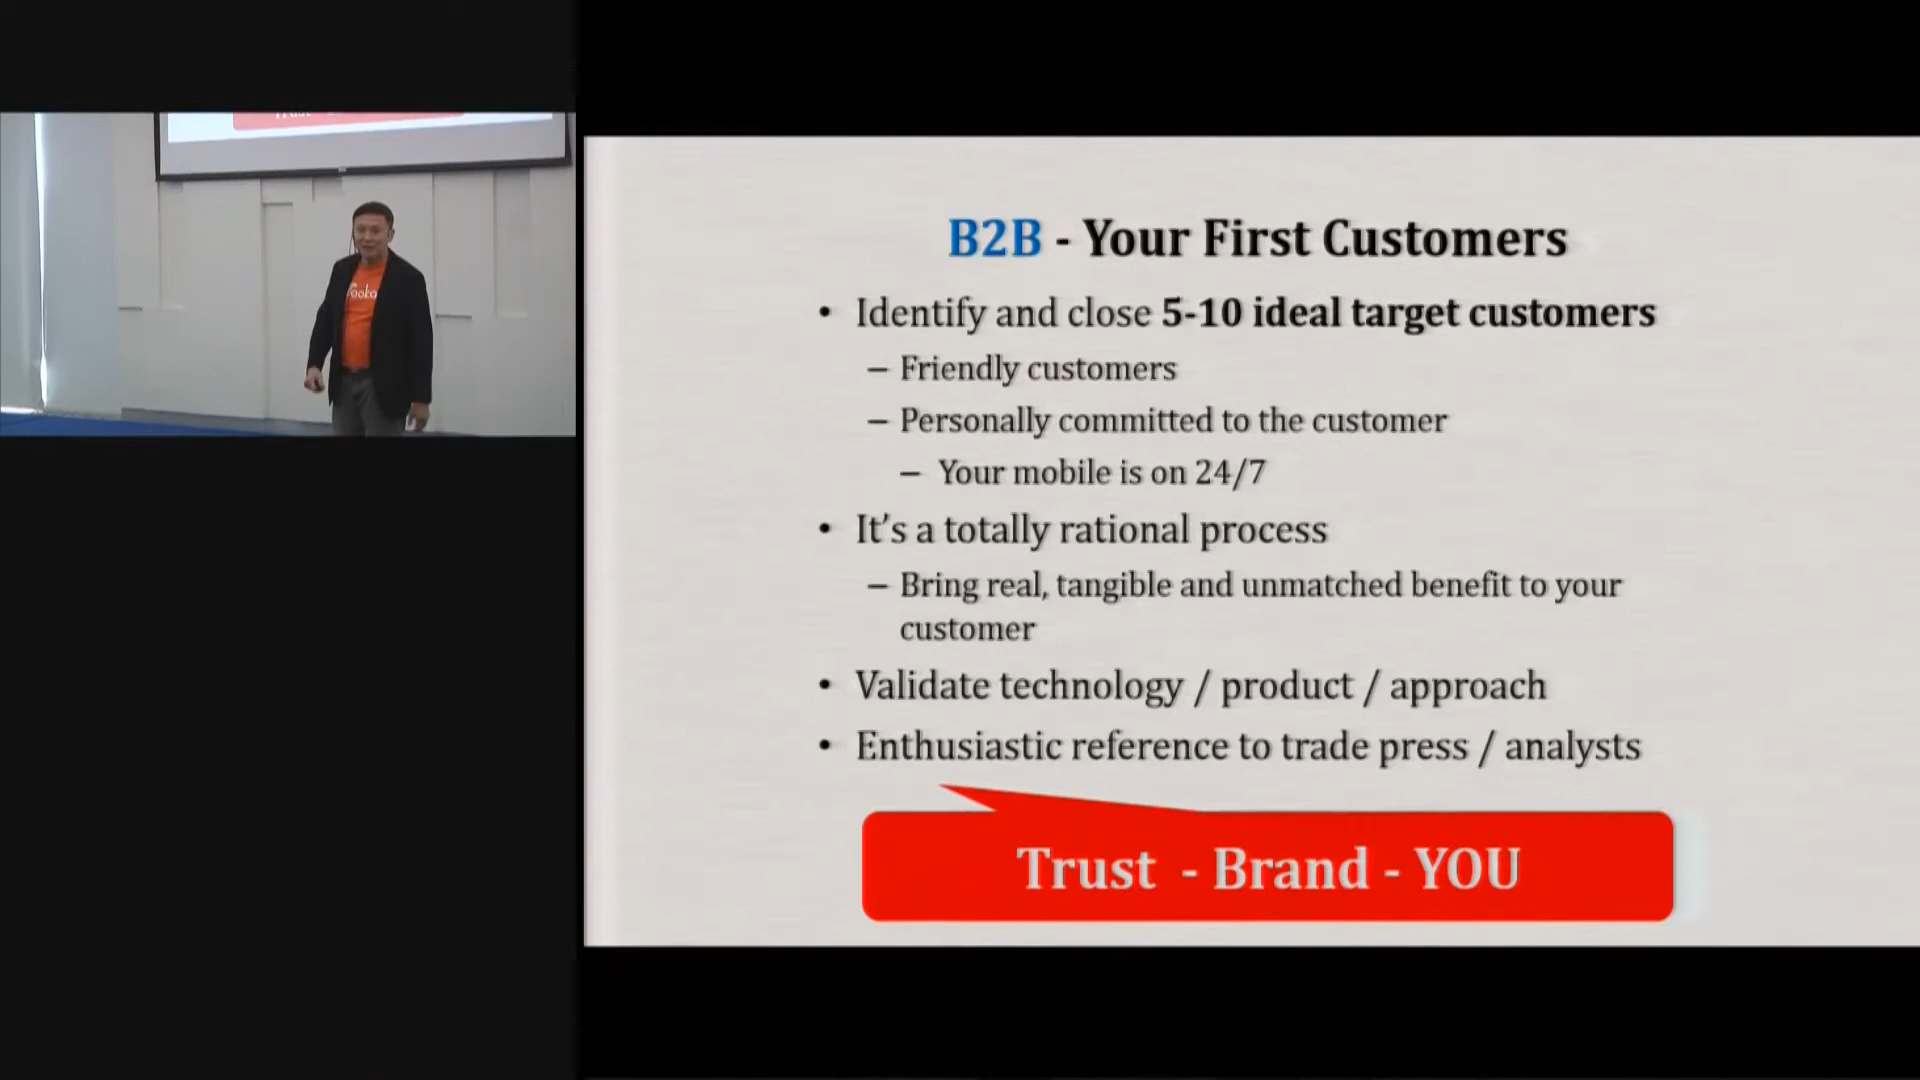 B2B - Your First Customers
• Identify and close 5-10 ideal target customers
– Friendly customers
– Personally committed to the customer
– Your mobile is on 24/7
• It's a totally rational process
– Bring real, tangible and unmatched benefit to your
customer
• Validate technology / product / approach
• Enthusiastic reference to trade press / analysts
Trust - Brand - YOU